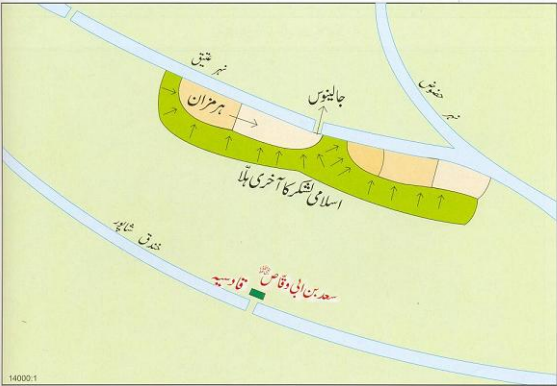 نہر عتیق
جالینوس
نہر حضوض
ہرمزان
اسلامی لشکر کا آخری ہلّا
خندق شاپور
سعد بن ابی وقاص ؓ قادسیہ
14000:1